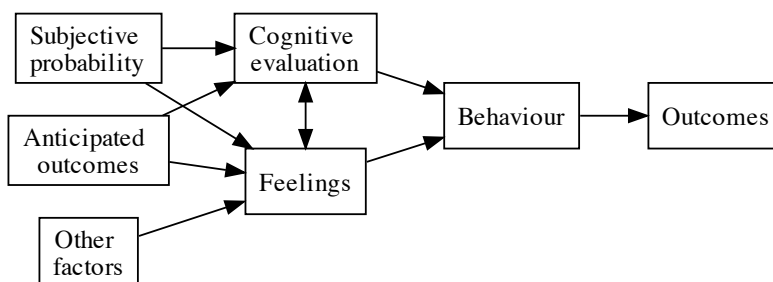 Subjective
probability
Cognitive
evaluation
Anticipated
outcomes
Feelings
Behaviour
Outcomes
Other
factors